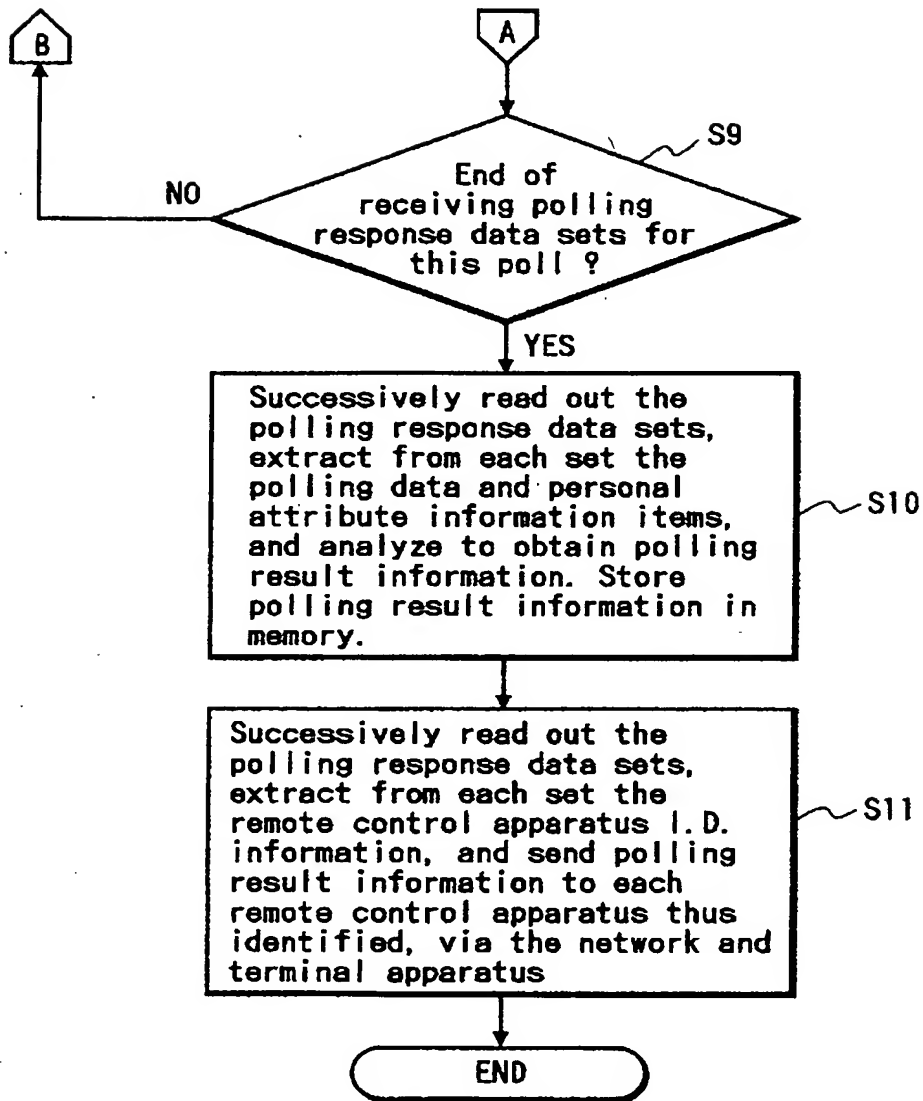 B
A
S9
End of
receiving polling
response data sets for
this poll ?
NO
YES
Successively read out the
polling response data sets,
extract from each set the
polling data and personal
attribute information items,
and analyze to obtain polling
result information. Store
polling result information in
memory.
S10
Successively read out the
polling response data sets,
extract from each set the
remote control apparatus I.D.
information, and send polling
result information to each
remote control apparatus thus
identified, via the network and
terminal apparatus
S11
END